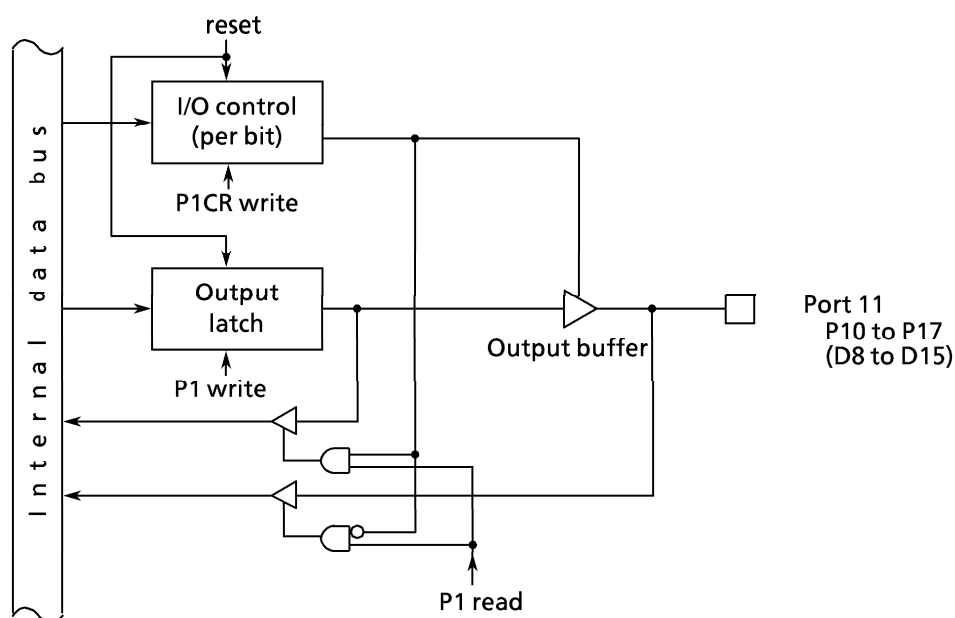 reset
I/O control
(per bit)
P1CR write
Internal data bus
Output
latch
P1 write
Output buffer
Port 11
P10 to P17
(D8 to D15)
P1 read